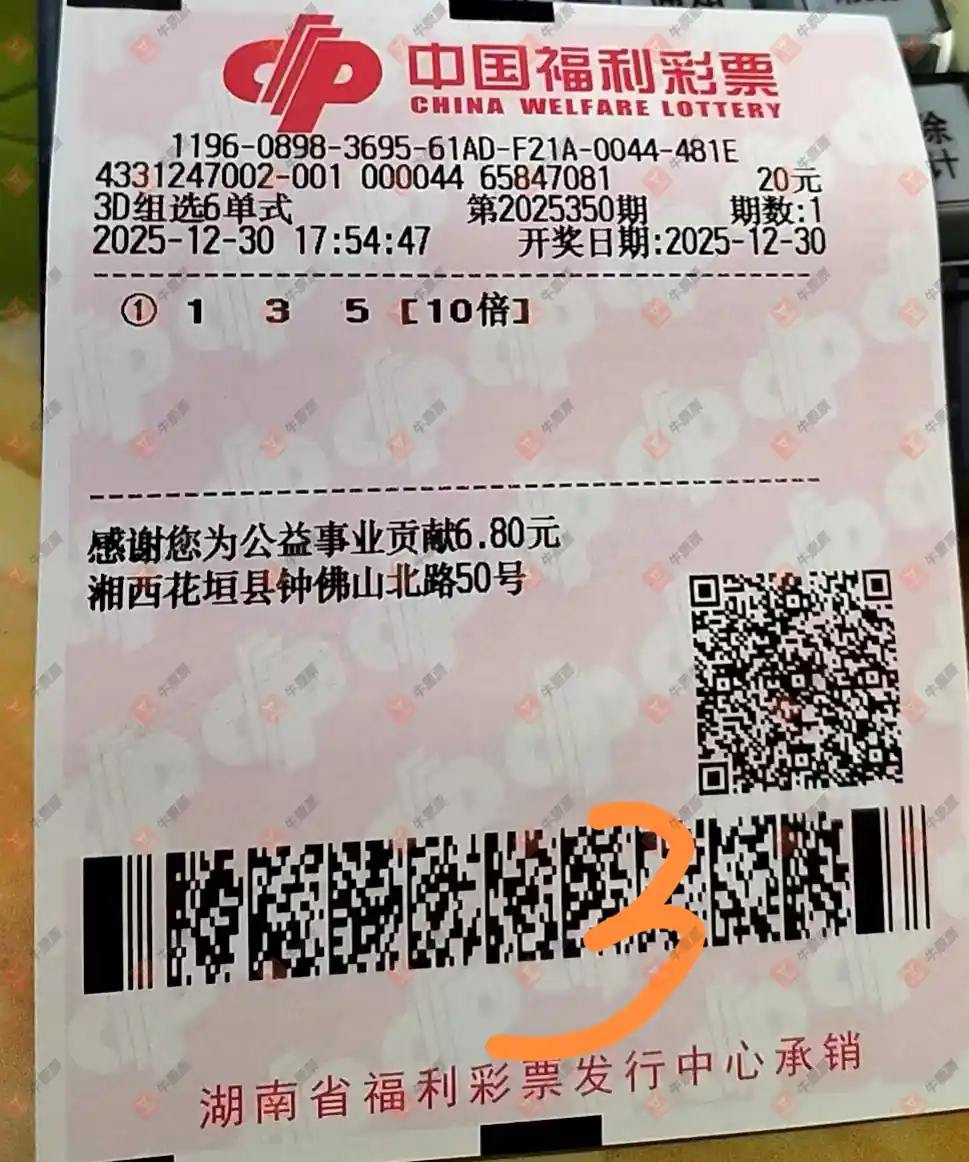 中国福利彩票
CHINA WELFARE LOTTERY
1196-0898-3695-61AD-F21A-0044-481E
4331247002-001 000044 65847081 20元
3D组选6单式 第2025350期 期数:1
2025-12-30 17:54:47 开奖日期:2025-12-30
① 1 3 5 [10倍]
感谢您为公益事业贡献6.80元
湘西花垣县钟佛山北路50号
3
湖南省福利彩票发行中心承销